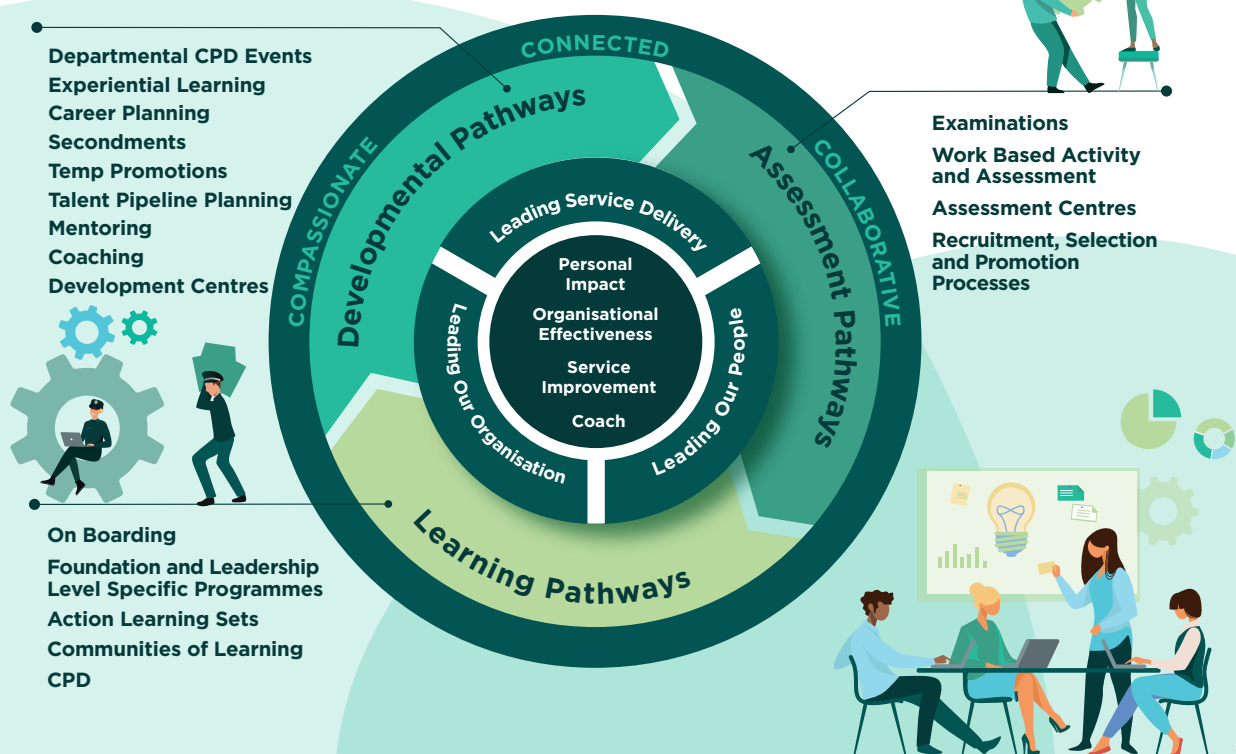 Departmental CPD Events
Experiential Learning
Career Planning
Secondments
Temp Promotions
Talent Pipeline Planning
Mentoring
Coaching
Development Centres
CONNECTED
COMPASSIONATE
COLLABORATIVE
Developmental Pathways
Assessment Pathways
Learning Pathways
Leading Service Delivery
Leading Our Organisation
Leading Our People
Personal
Impact
Organisational
Effectiveness
Service
Improvement
Coach
Examinations
Work Based Activity
and Assessment
Assessment Centres
Recruitment, Selection
and Promotion
Processes
On Boarding
Foundation and Leadership
Level Specific Programmes
Action Learning Sets
Communities of Learning
CPD